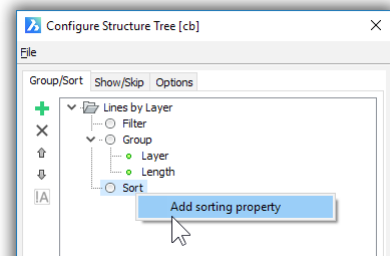 Configure Structure Tree [cb]
File
Group/Sort Show/Skip Options
Lines by Layer
Filter
Group
Layer
Length
Sort
Add sorting property
!A